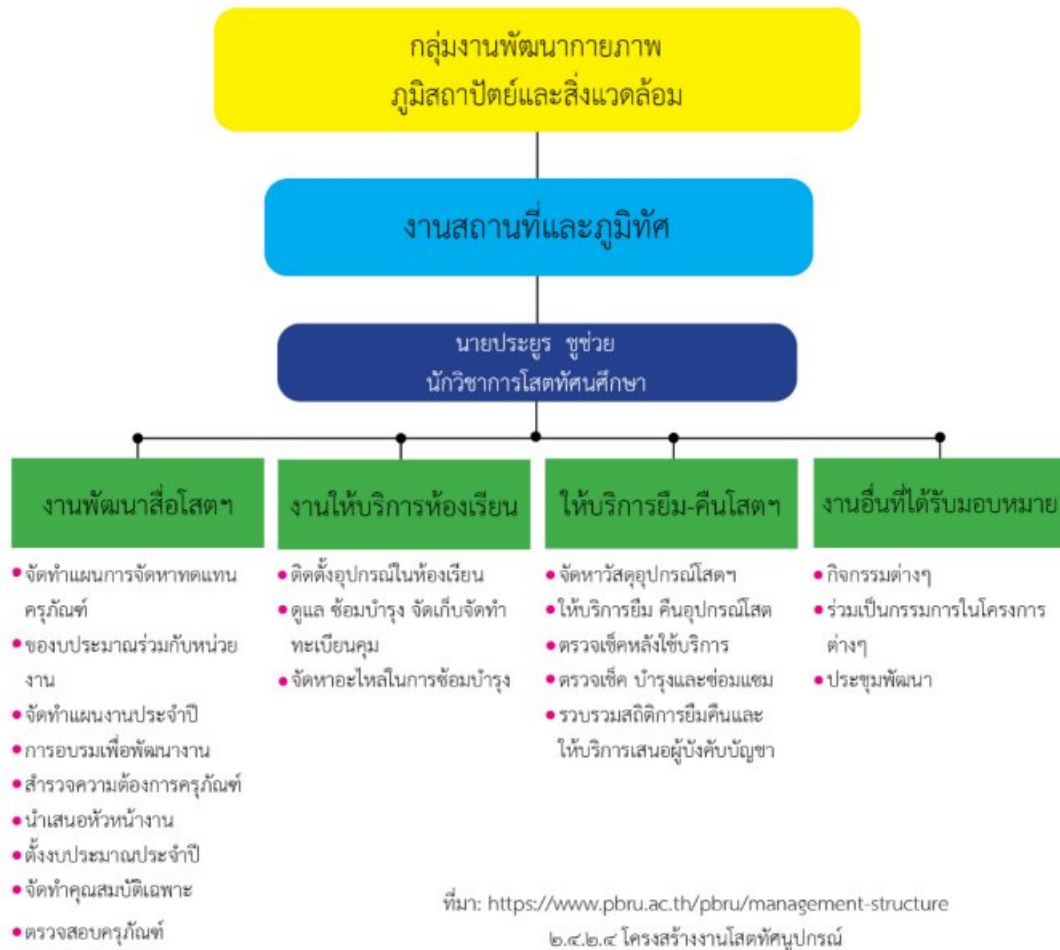 กลุ่มงานพัฒนากายภาพ
ภูมิสถาปัตย์และสิ่งแวดล้อม
งานสถานที่และภูมิทัศ
นายประยูร ชูช่วย
นักวิชาการโสตทัศนศึกษา
งานพัฒนาสื่อโสตฯ
• จัดทำแผนการจัดหาทดแทน
ครุภัณฑ์
• ของบประมาณร่วมกับหน่วย
งาน
• จัดทำแผนงานประจำปี
• การอบรมเพื่อพัฒนางาน
• สำรวจความต้องการครุภัณฑ์
• นำเสนอหัวหน้างาน
• ตั้งงบประมาณประจำปี
• จัดทำคุณสมบัติเฉพาะ
• ตรวจสอบครุภัณฑ์
งานให้บริการห้องเรียน
• ติดตั้งอุปกรณ์ในห้องเรียน
• ดูแล ซ้อมบำรุง จัดเก็บจัดทำ
ทะเบียนคุม
• จัดหาอะไหล่ในการซ้อมบำรุง
ให้บริการยืม-คืนโสตฯ
• จัดหาวัสดุอุปกรณ์โสตฯ
• ให้บริการยืม คืนอุปกรณ์โสต
• ตรวจเช็คหลังใช้บริการ
• ตรวจเช็ค บำรุงและซ่อมแซม
• รวบรวมสถิติการยืมคืนและ
ให้บริการเสนอผู้บังคับบัญชา
งานอื่นที่ได้รับมอบหมาย
• กิจกรรมต่างๆ
• ร่วมเป็นกรรมการในโครงการ
ต่างๆ
• ประชุมพัฒนา
ที่มา: https://www.pbru.ac.th/pbru/management-structure
๒.๔.๒.๔ โครงสร้างงานโสตทัศนูปกรณ์